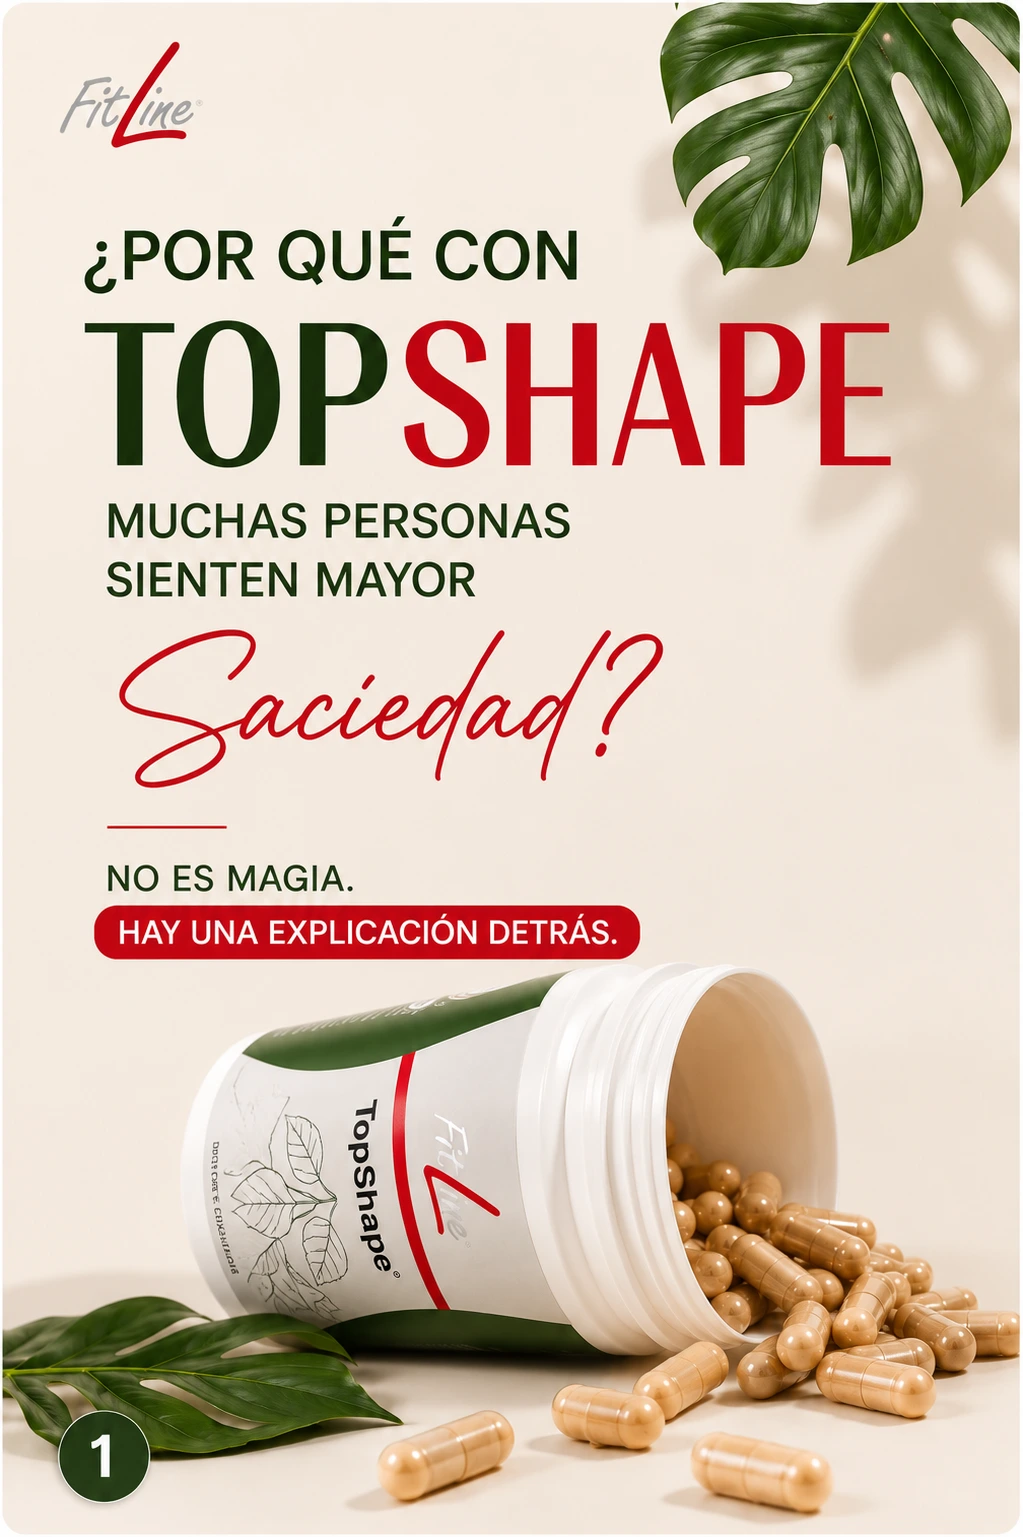 FitLine
¿POR QUÉ CON
TOPSHAPE
MUCHAS PERSONAS
SIENTEN MAYOR
Saciedad?
NO ES MAGIA.
HAY UNA EXPLICACIÓN DETRÁS.
FitLine
TopShape®
1